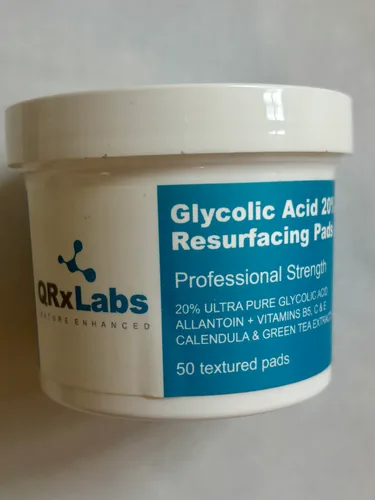 QRxLabs
NATURE ENHANCED
Glycolic Acid 20%
Resurfacing Pads
Professional Strength
20% ULTRA PURE GLYCOLIC ACID
ALLANTOIN + VITAMINS B5, C & E
CALENDULA & GREEN TEA EXTRACT
50 textured pads